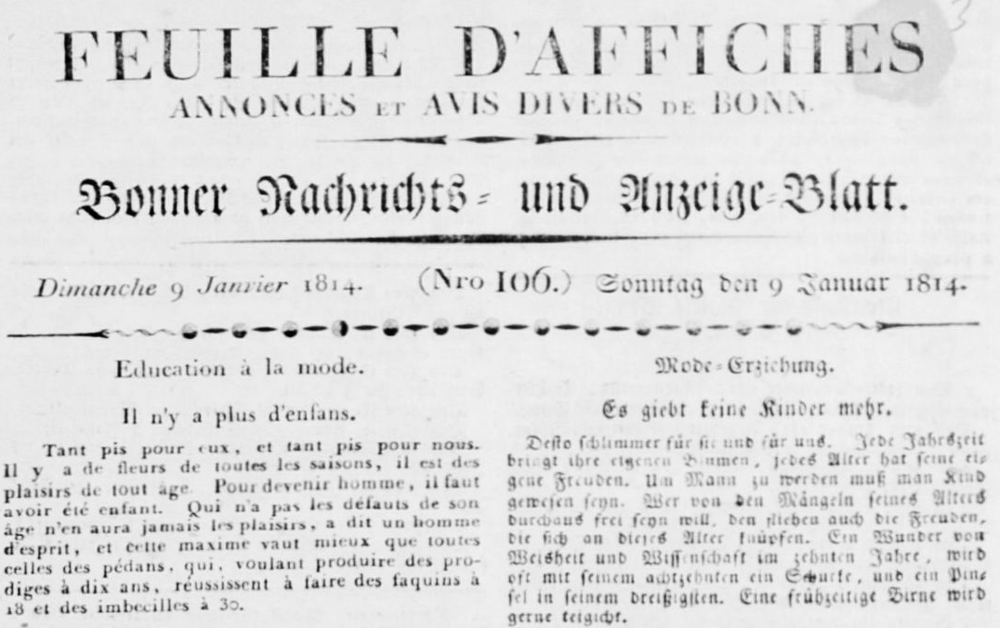 FEUILLE D'AFFICHES
ANNONCES ET AVIS DIVERS DE BONN.
Bonner Nachrichts- und Anzeige-Blatt.
Dimanche 9 Janvier 1814. (Nro 106.) Sonntag den 9 Januar 1814.
Education à la mode.
Il n'y a plus d'enfans.
Tant pis pour eux, et tant pis pour nous.
Il y a de fleurs de toutes les saisons, il est des
plaisirs de tout âge. Pour devenir homme, il faut
avoir été enfant. Qui n'a pas les défauts de son
âge n'en aura jamais les plaisirs, a dit un homme
d'esprit, et cette maxime vaut mieux que toutes
celles des pédans, qui, voulant produire des pro-
diges à dix ans, réussissent à faire des faquins à
18 et des imbecilles à 30.
Mode-Erziehung.
Es giebt keine Kinder mehr.
Desto schlimmer für sie und für uns. Jede Jahrszeit
bringt ihre eigenen Blumen, jedes Alter hat seine ei-
gene Freuden. Um Mann zu werden muß man Kind
gewesen seyn. Wer von den Mängeln seines Alters
durchaus frei seyn will, den fliehen auch die Freuden,
die sich an dieses Alter knüpfen. Ein Wunder von
Weisheit und Wissenschaft im zehnten Jahre, wird
oft mit seinem achtzehnten ein Schurke, und ein Pin-
sel in seinem dreißigsten. Eine frühzeitige Birne wird
gerne teigicht.